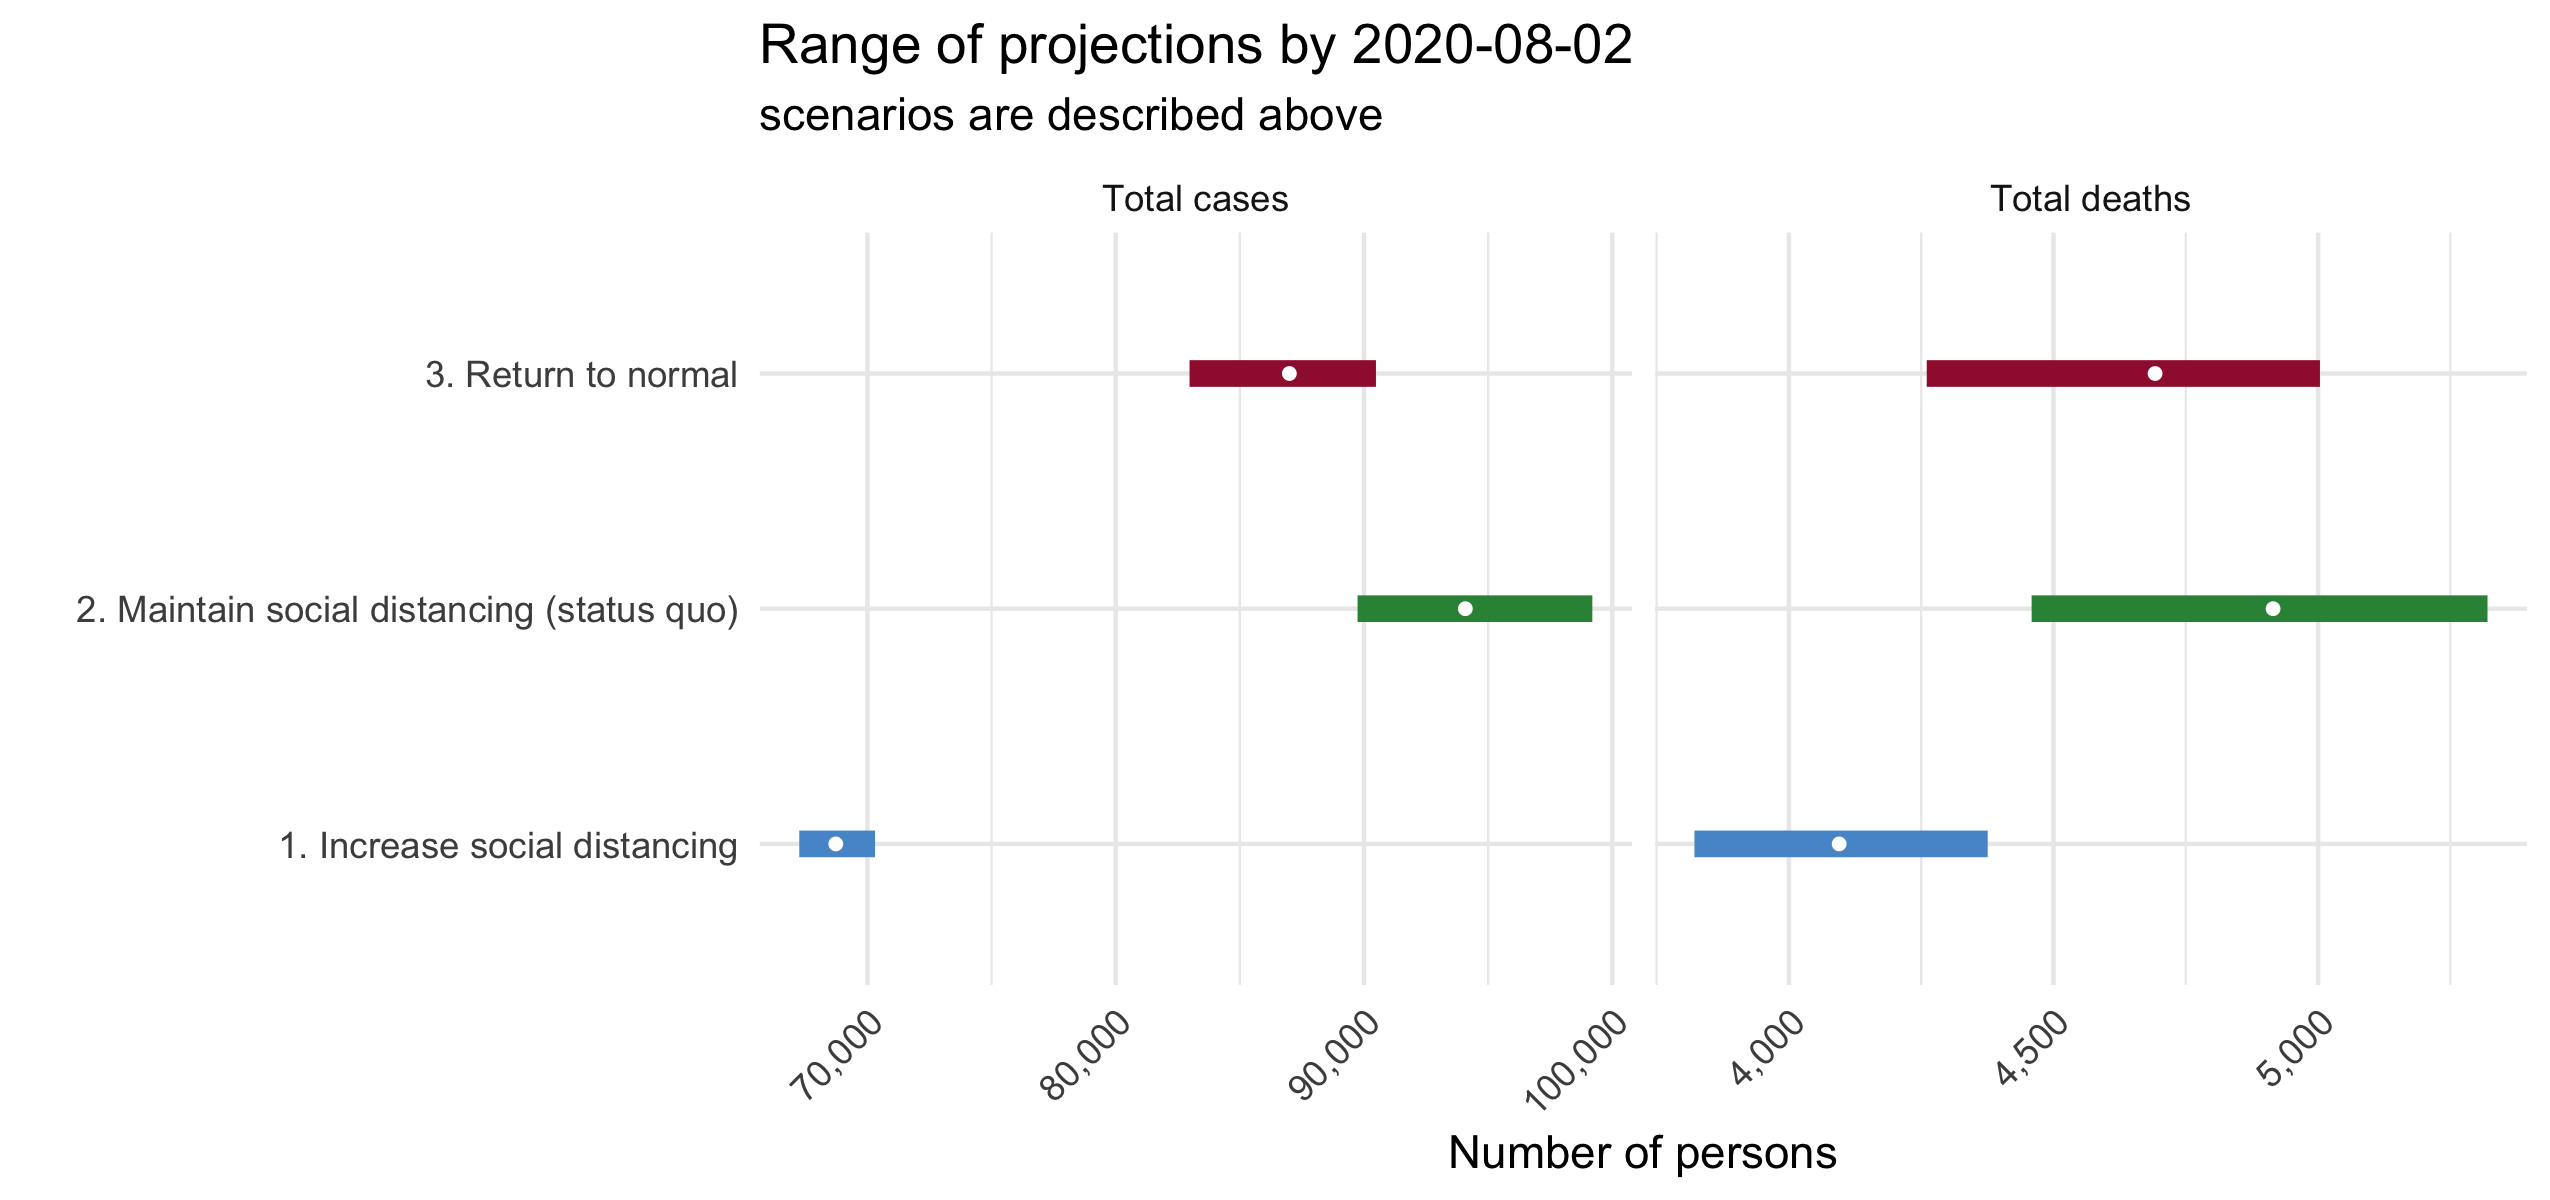 Range of projections by 2020-08-02
scenarios are described above
Total cases
Total deaths
3. Return to normal
2. Maintain social distancing (status quo)
1. Increase social distancing
70,000
80,000
90,000
100,000
4,000
4,500
5,000
Number of persons